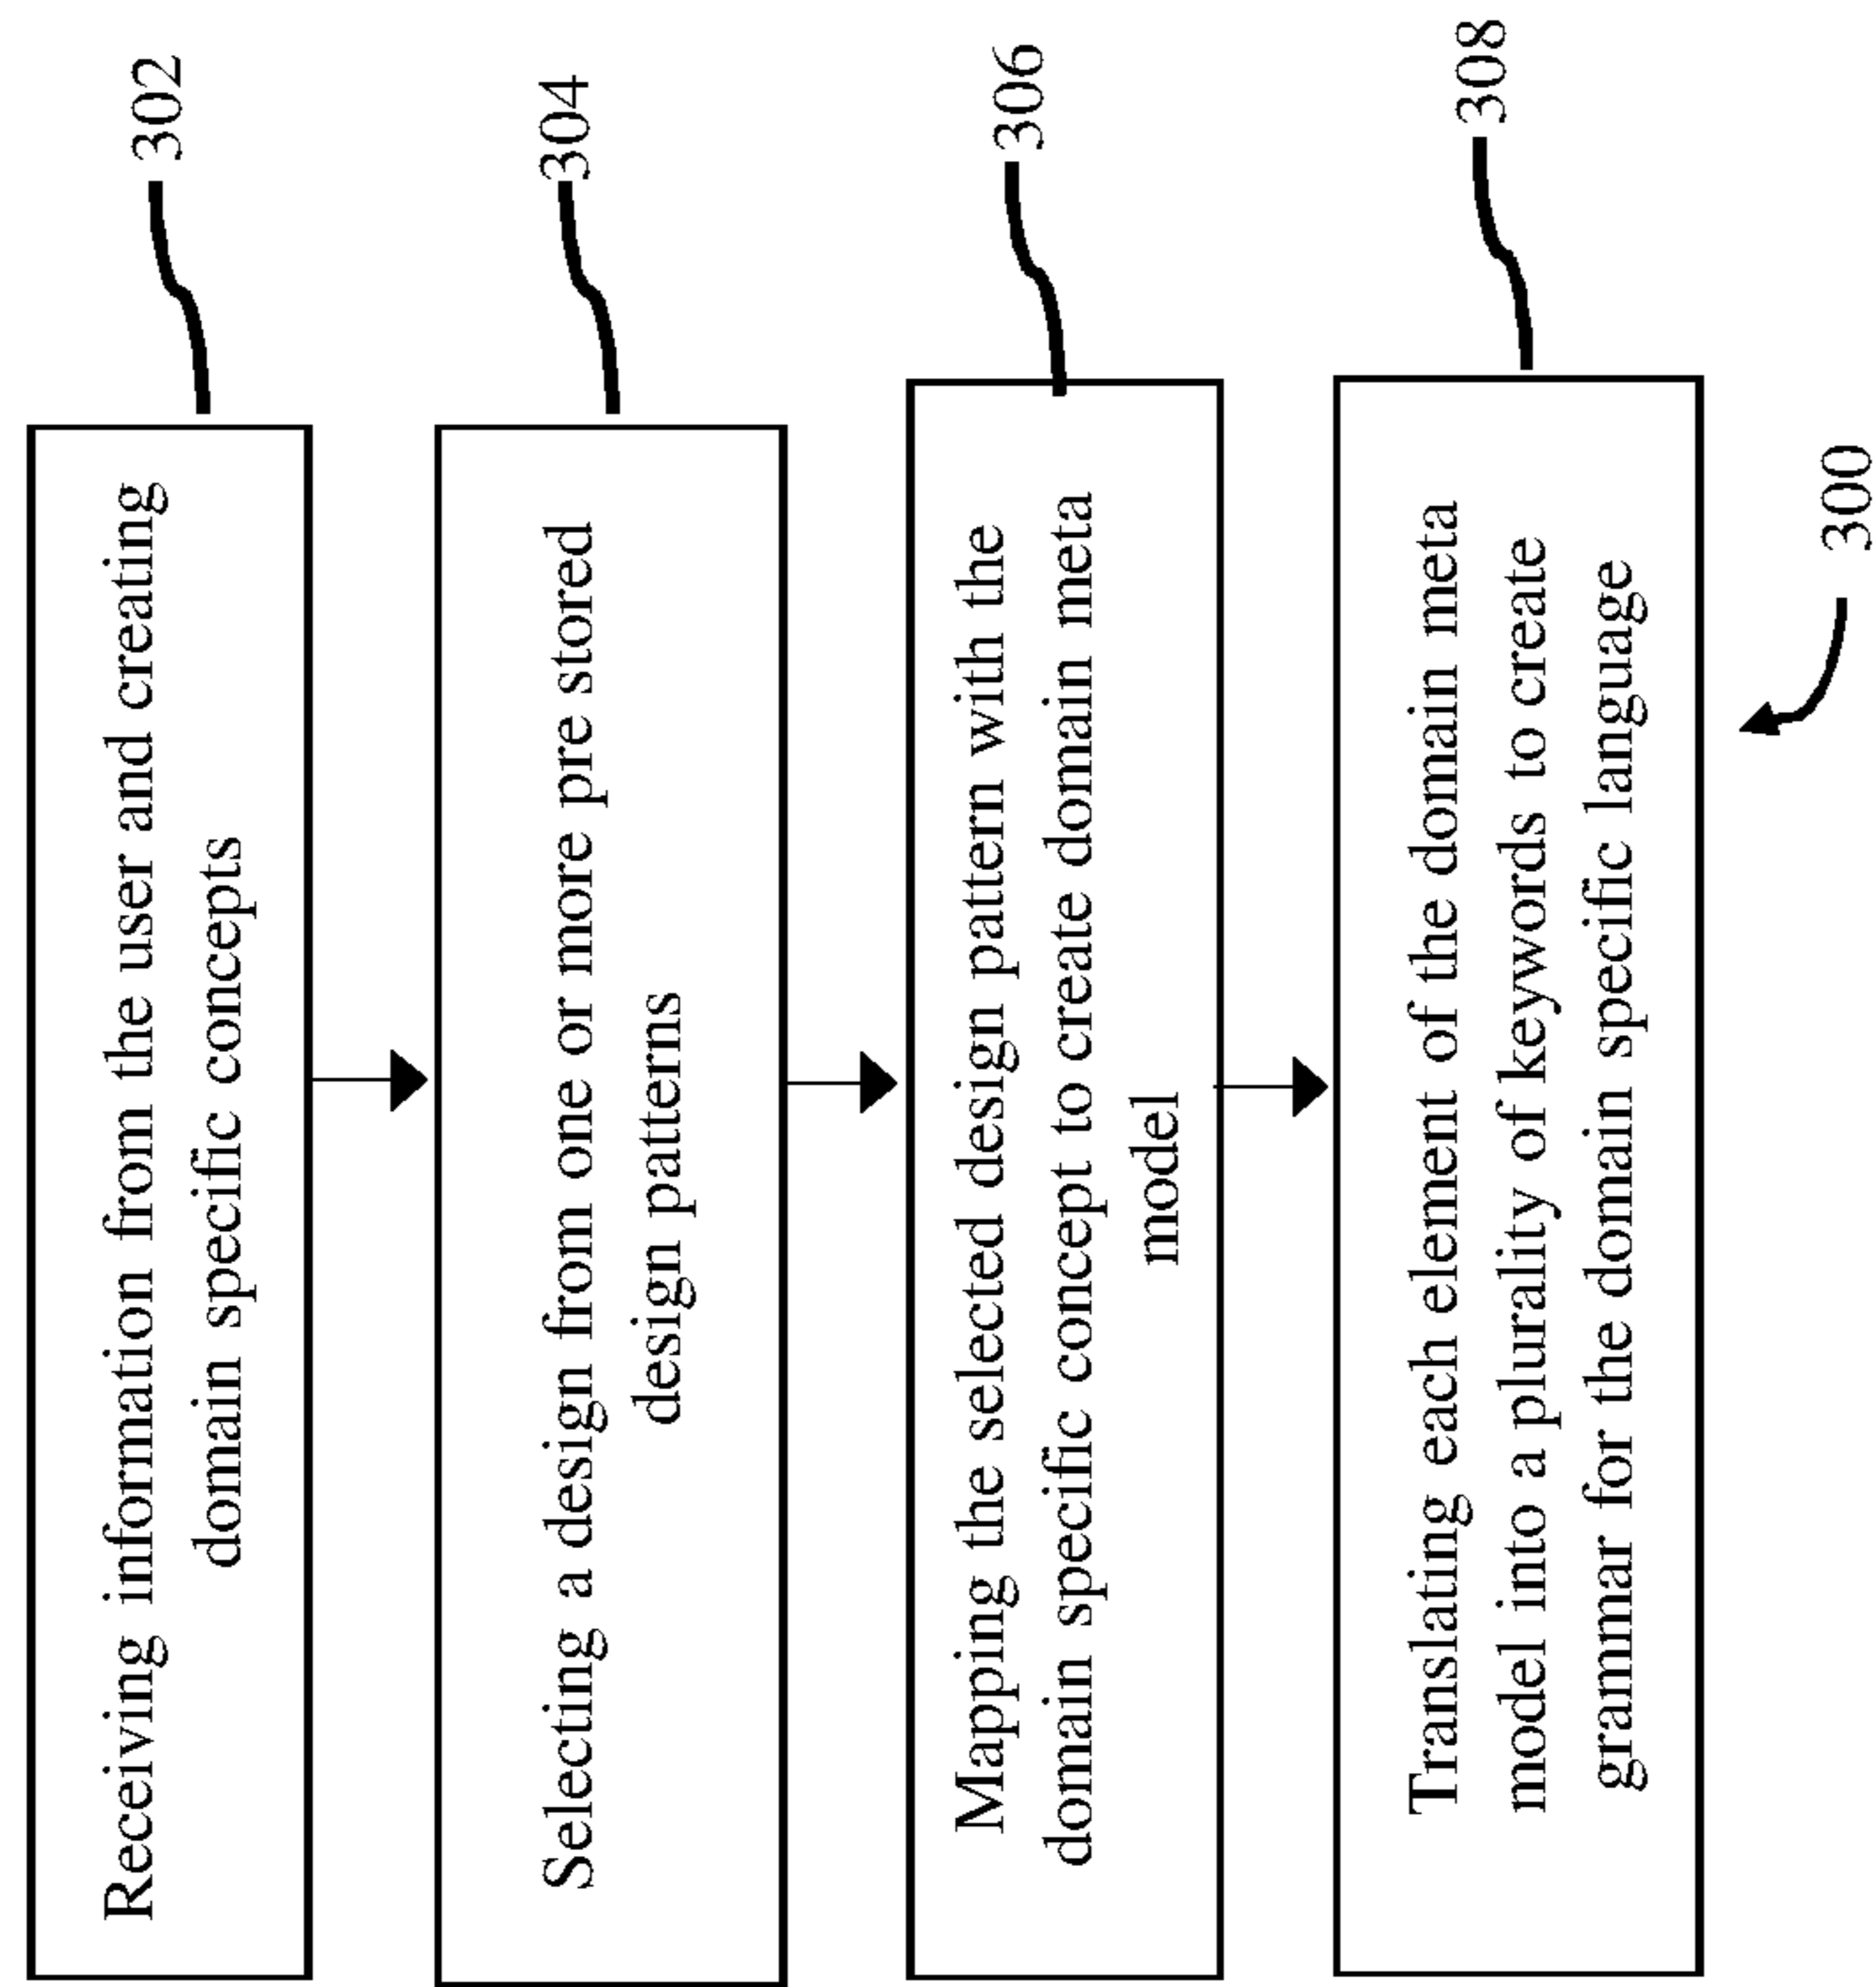 Receiving information from the user and creating
domain specific concepts
302
Selecting a design from one or more pre stored
design patterns
304
Mapping the selected design pattern with the
domain specific concept to create domain meta
model
306
Translating each element of the domain meta
model into a plurality of keywords to create
grammar for the domain specific language
308
300